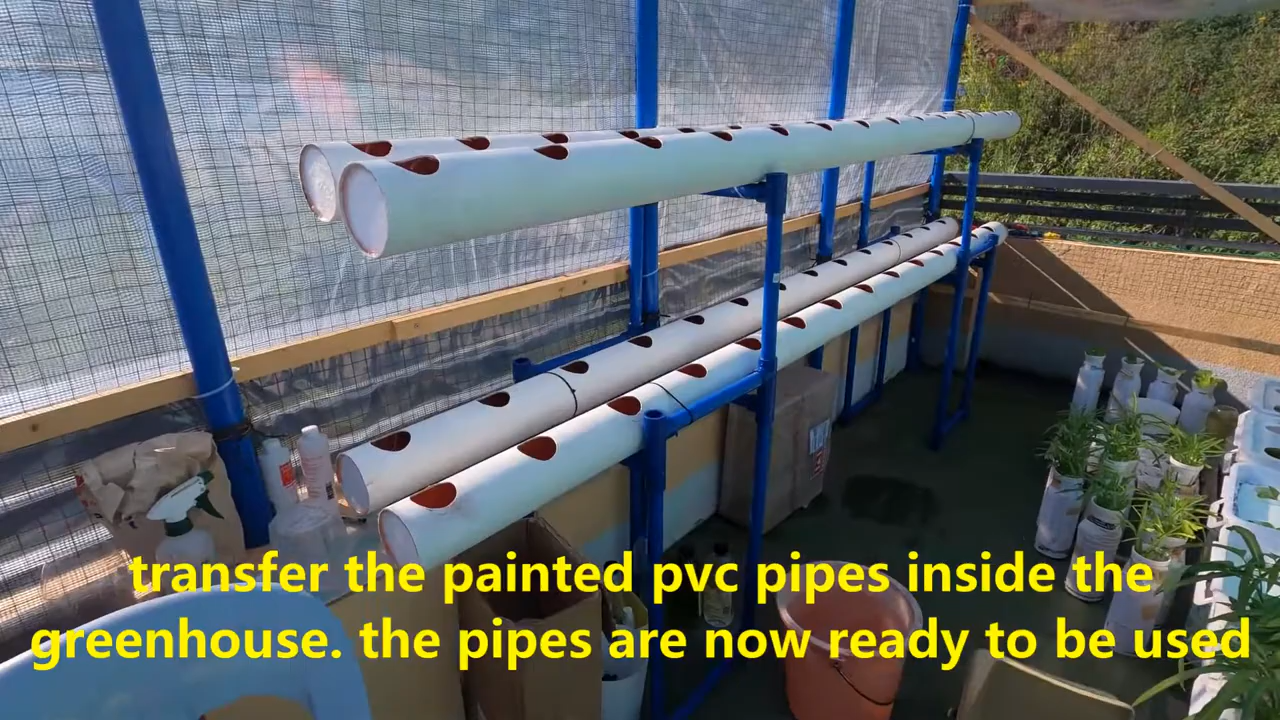 transfer the painted pvc pipes inside the
greenhouse. the pipes are now ready to be used